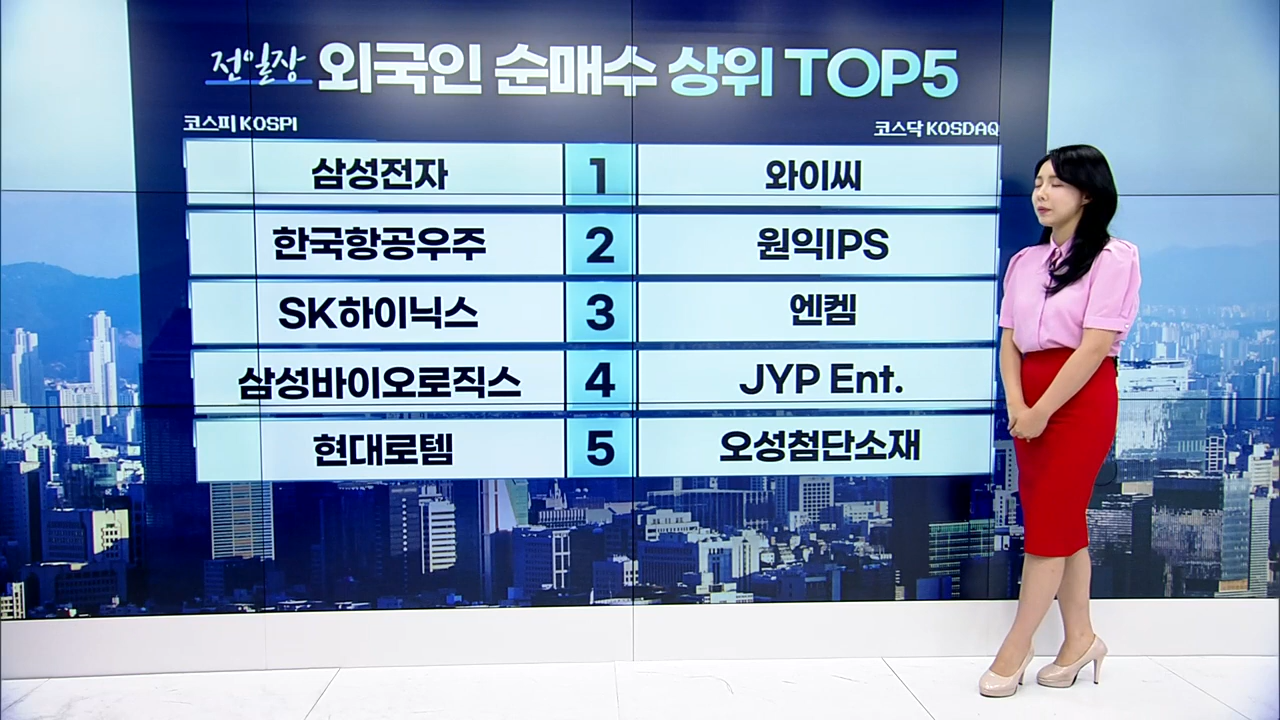 전일장 외국인 순매수 상위 TOP5
코스피 KOSPI 코스닥 KOSDAQ
삼성전자 1 와이씨
한국항공우주 2 원익IPS
SK하이닉스 3 엔켐
삼성바이오로직스 4 JYP Ent.
현대로템 5 오성첨단소재